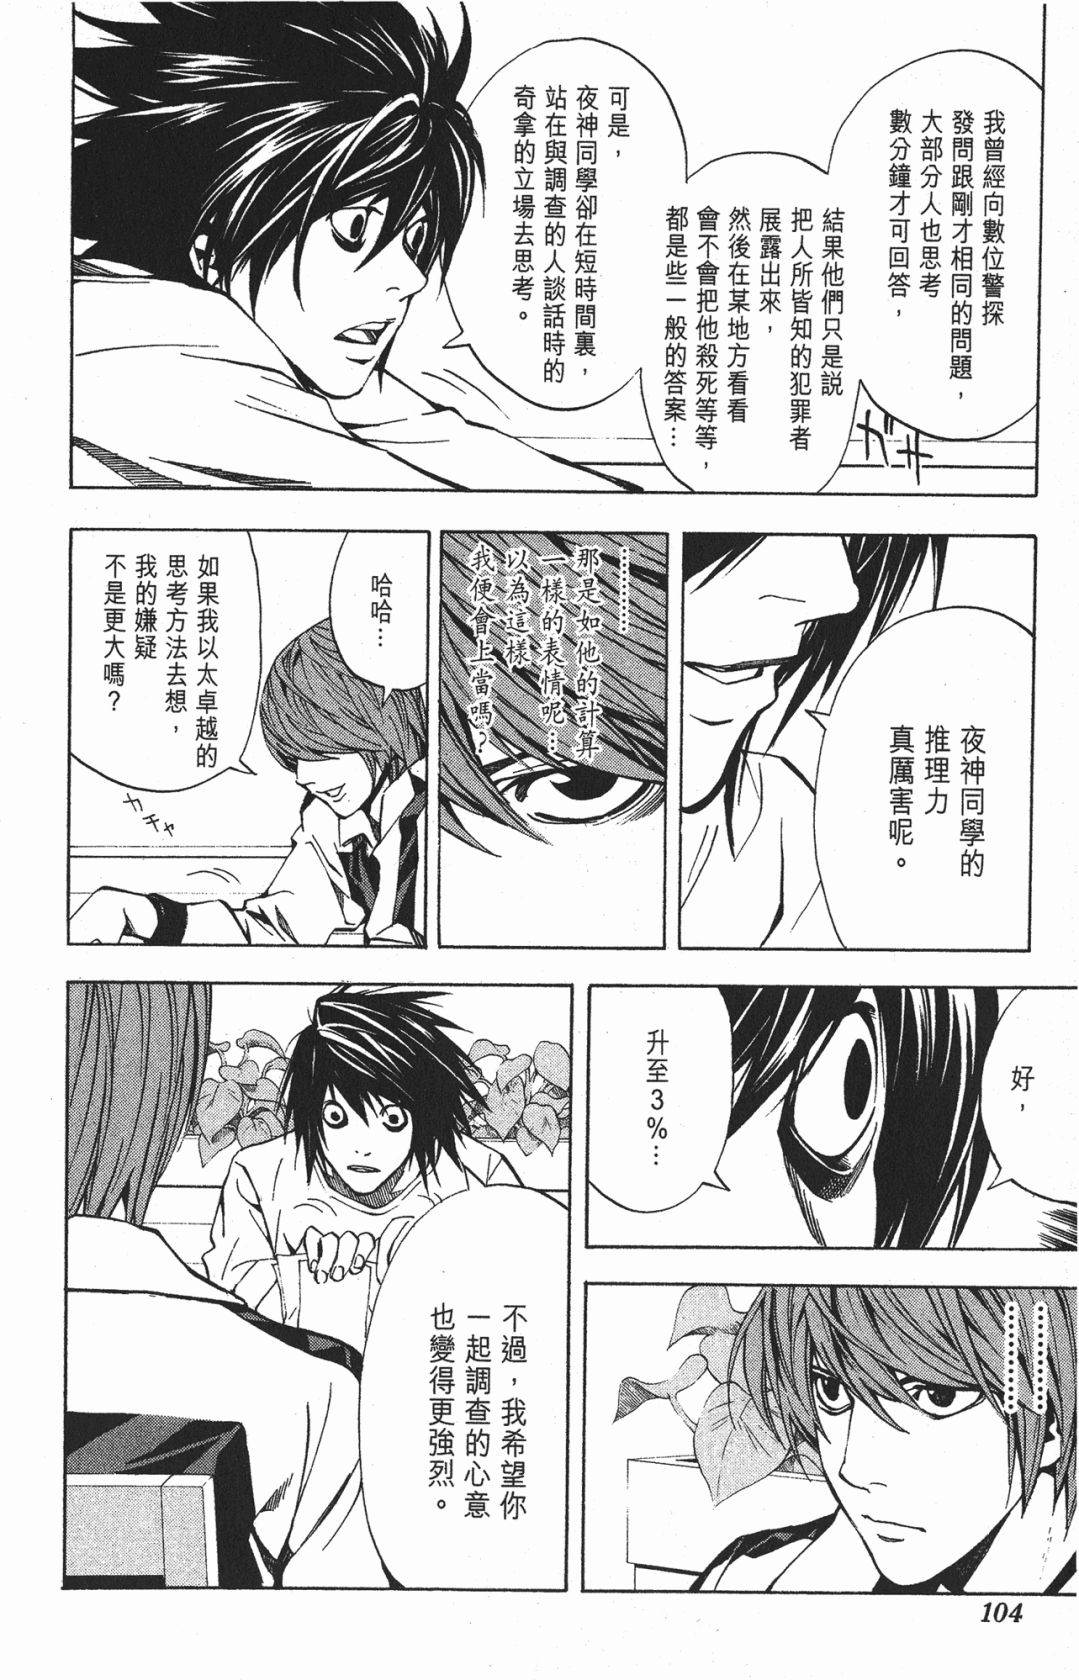 我曾經向數位警探
發問跟剛才相同的問題，
大部分人也思考
數分鐘才可回答，
結果他們只是說
把人所皆知的犯罪者
展露出來，
然後在某地方看看
會不會把他殺死等等，
都是些一般的答案…
可是，
夜神同學卻在短時間裏，
站在與調查的人談話時的
奇拿的立場去思考。
ガサ
夜神同學的
推理力
真厲害呢。
…………
那是如他的計算
一樣的表情呢…
以為這樣
我便會上當嗎？
哈哈…
如果我以太卓越的
思考方法去想，
我的嫌疑
不是更大嗎？
カチャ
好，
升至3%…
…………
…………
不過，我希望你
一起調查的心意
也變得更強烈。
104